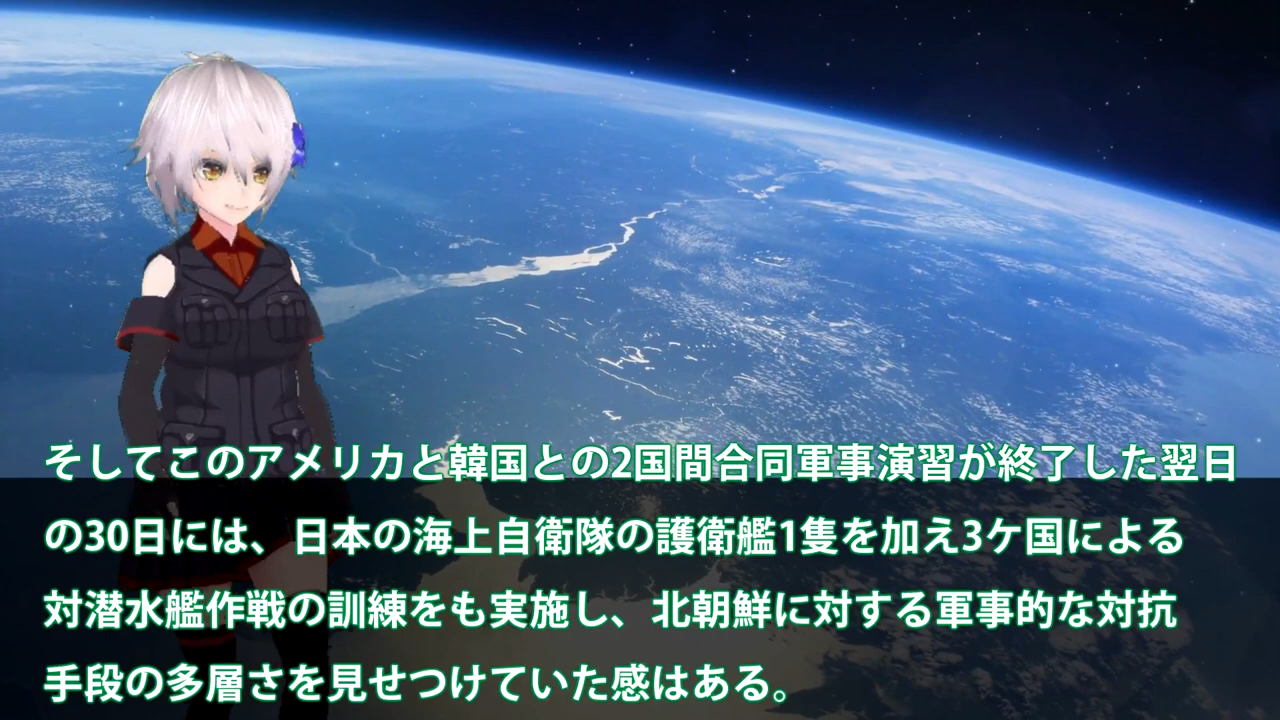 そしてこのアメリカと韓国との2国間合同軍事演習が終了した翌日
の30日には、日本の海上自衛隊の護衛艦1隻を加え3ケ国による
対潜水艦作戦の訓練をも実施し、北朝鮮に対する軍事的な対抗
手段の多層さを見せつけていた感はある。